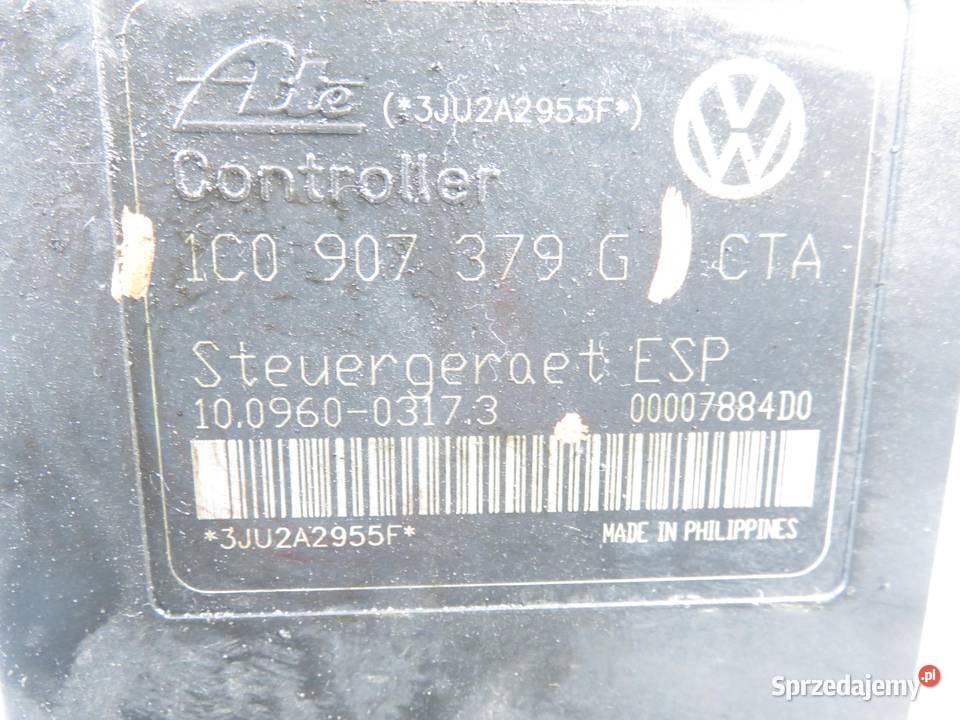 Ate (*3JU2A2955F*)
Controller
1C0 907 379 G CTA
Steuergeraet ESP
10.0960-0317.3 00007884D0
*3JU2A2955F* MADE IN PHILIPPINES
Sprzedajemy.pl